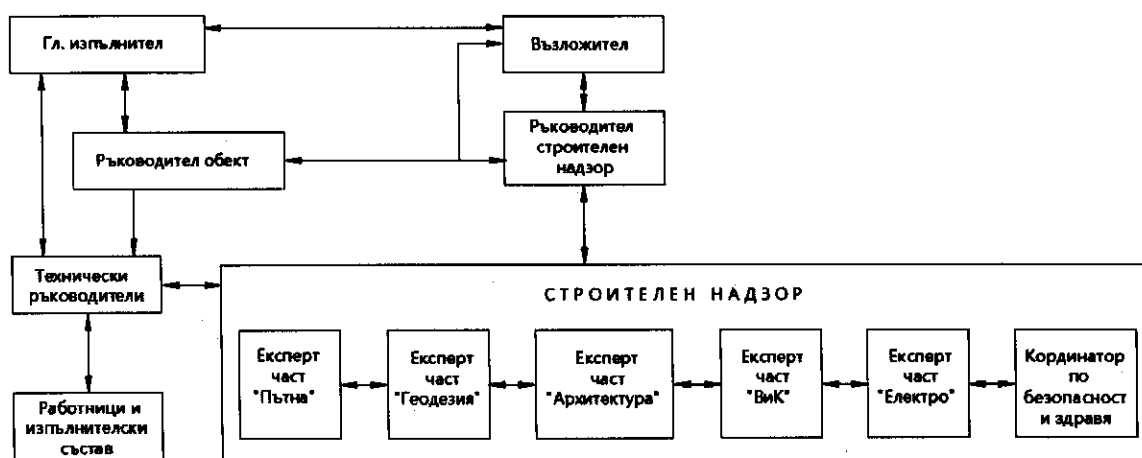 Гл. изпълнител
Възложител
Ръководител обект
Ръководител
строителен
надзор
Технически
ръководители
СТРОИТЕЛЕН НАДЗОР
Експерт
част
"Пътна"
Експерт
част
"Геодезия"
Експерт
част
"Архитектура"
Експерт
част
"ВиК"
Експерт
част
"Електро"
Кординатор
по
безопасност
и здравя
Работници и
изпълнителски
състав